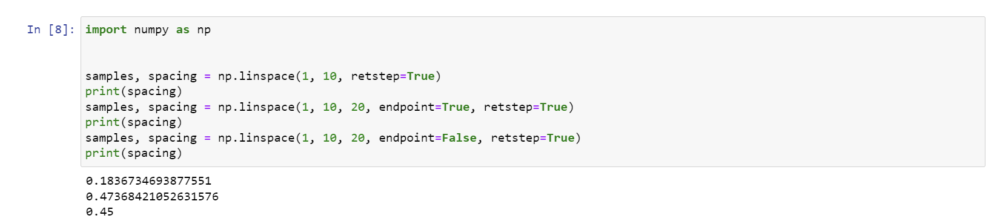 In [8]: import numpy as np
samples, spacing = np.linspace(1, 10, retstep=True)
print(spacing)
samples, spacing = np.linspace(1, 10, 20, endpoint=True, retstep=True)
print(spacing)
samples, spacing = np.linspace(1, 10, 20, endpoint=False, retstep=True)
print(spacing)
0.1836734693877551
0.47368421052631576
0.45